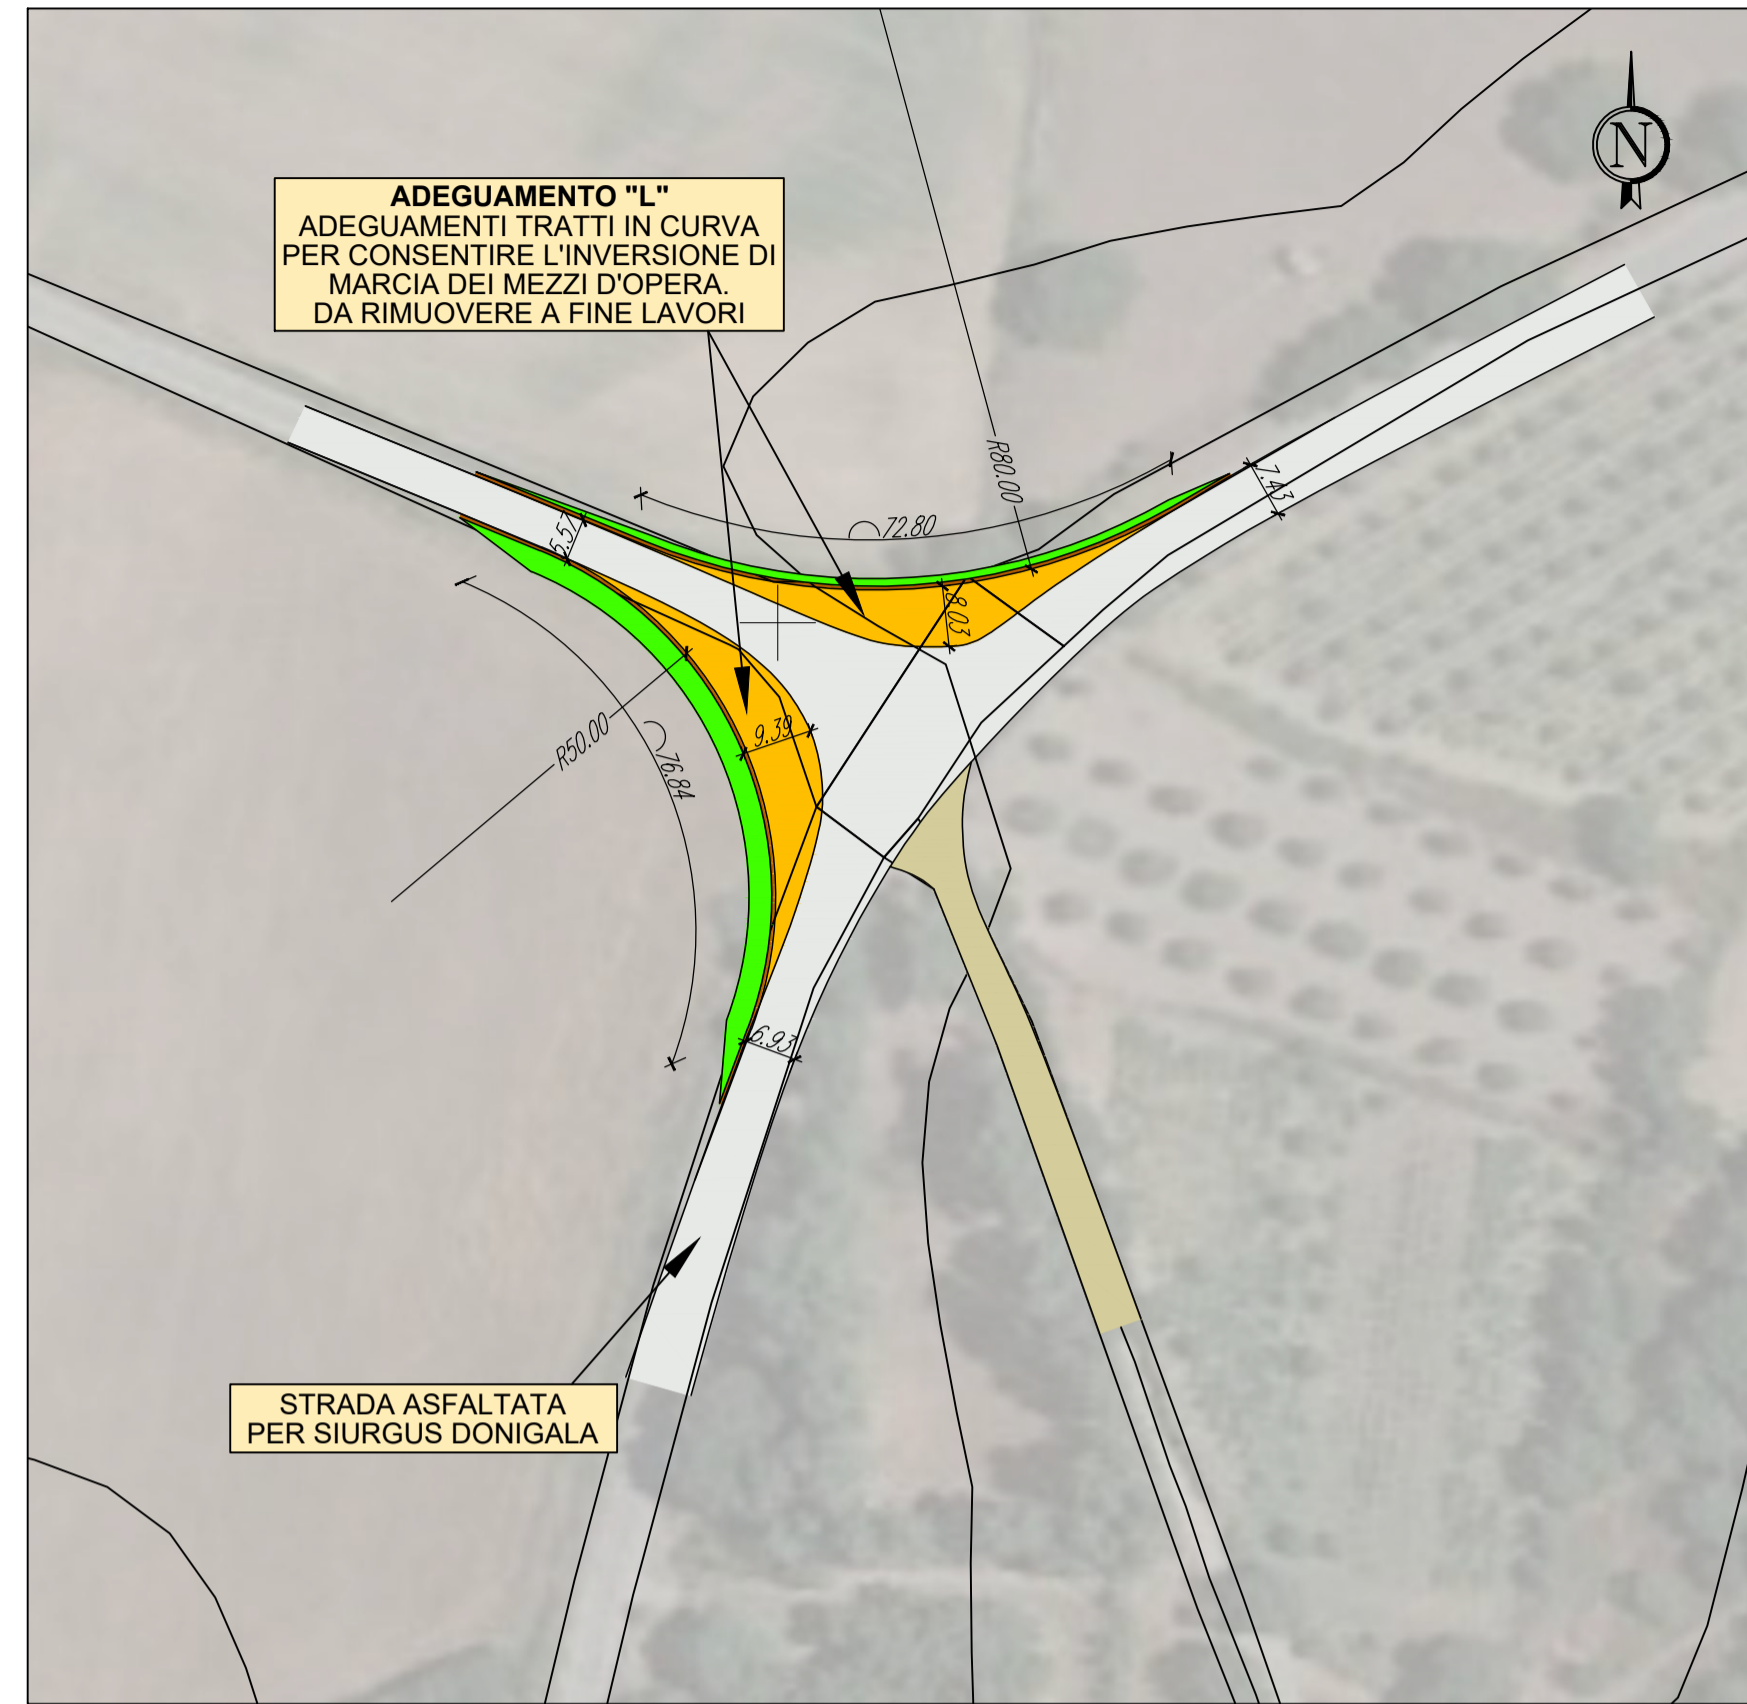 N
ADEGUAMENTO "L"
ADEGUAMENTI TRATTI IN CURVA
PER CONSENTIRE L'INVERSIONE DI
MARCIA DEI MEZZI D'OPERA.
DA RIMUOVERE A FINE LAVORI
R80.00
7.43
72.80
5.57
8.03
9.39
R50.00
76.84
6.93
STRADA ASFALTATA
PER SIURGUS DONIGALA